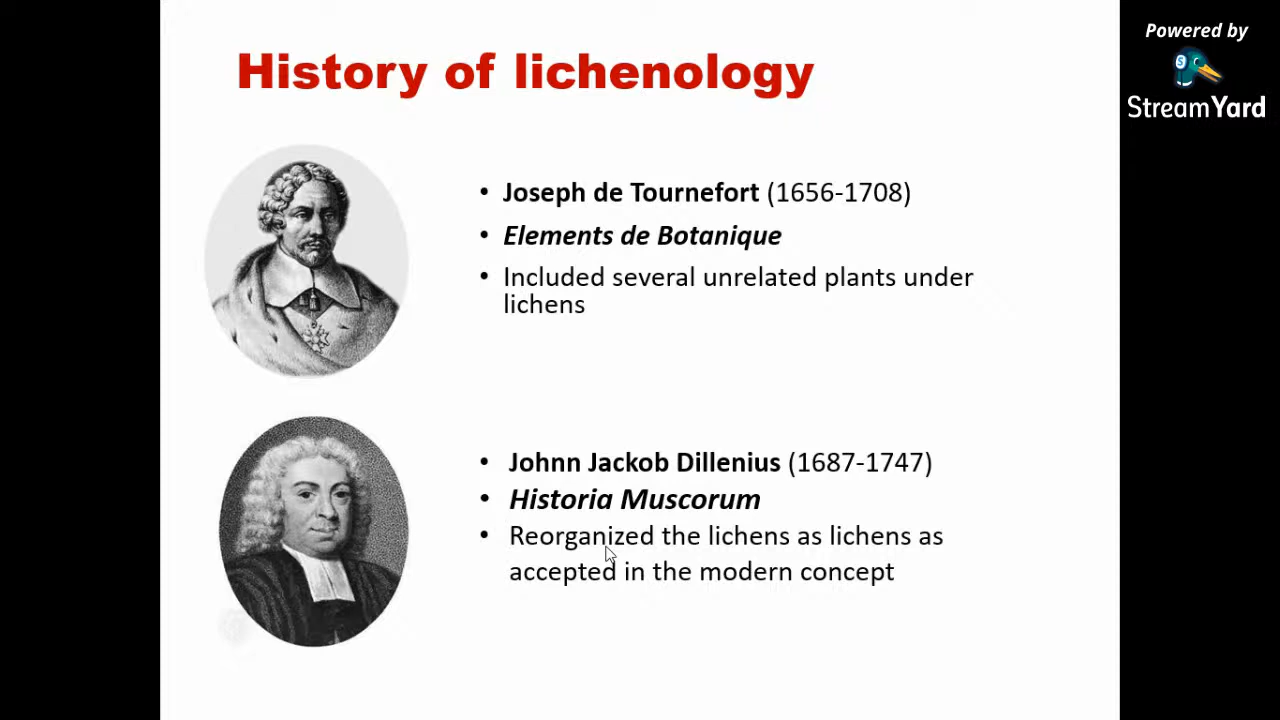 History of lichenology
Powered by
StreamYard
• Joseph de Tournefort (1656-1708)
• Elements de Botanique
• Included several unrelated plants under
lichens
• Johnn Jackob Dillenius (1687-1747)
• Historia Muscorum
• Reorganized the lichens as lichens as
accepted in the modern concept